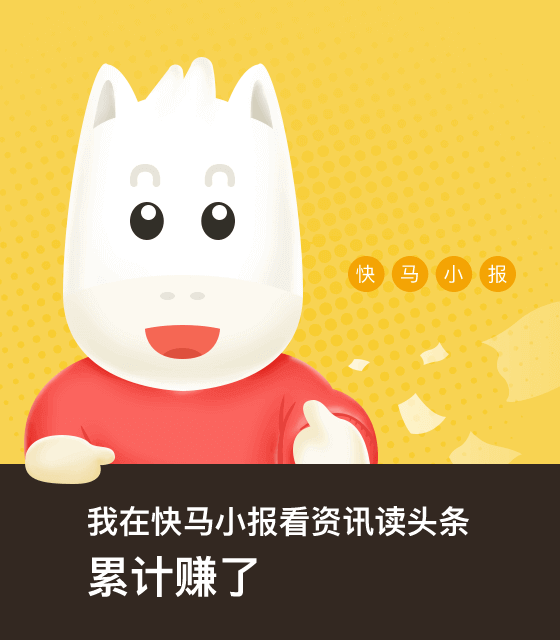 快马小报
我在快马小报看资讯读头条
累计赚了